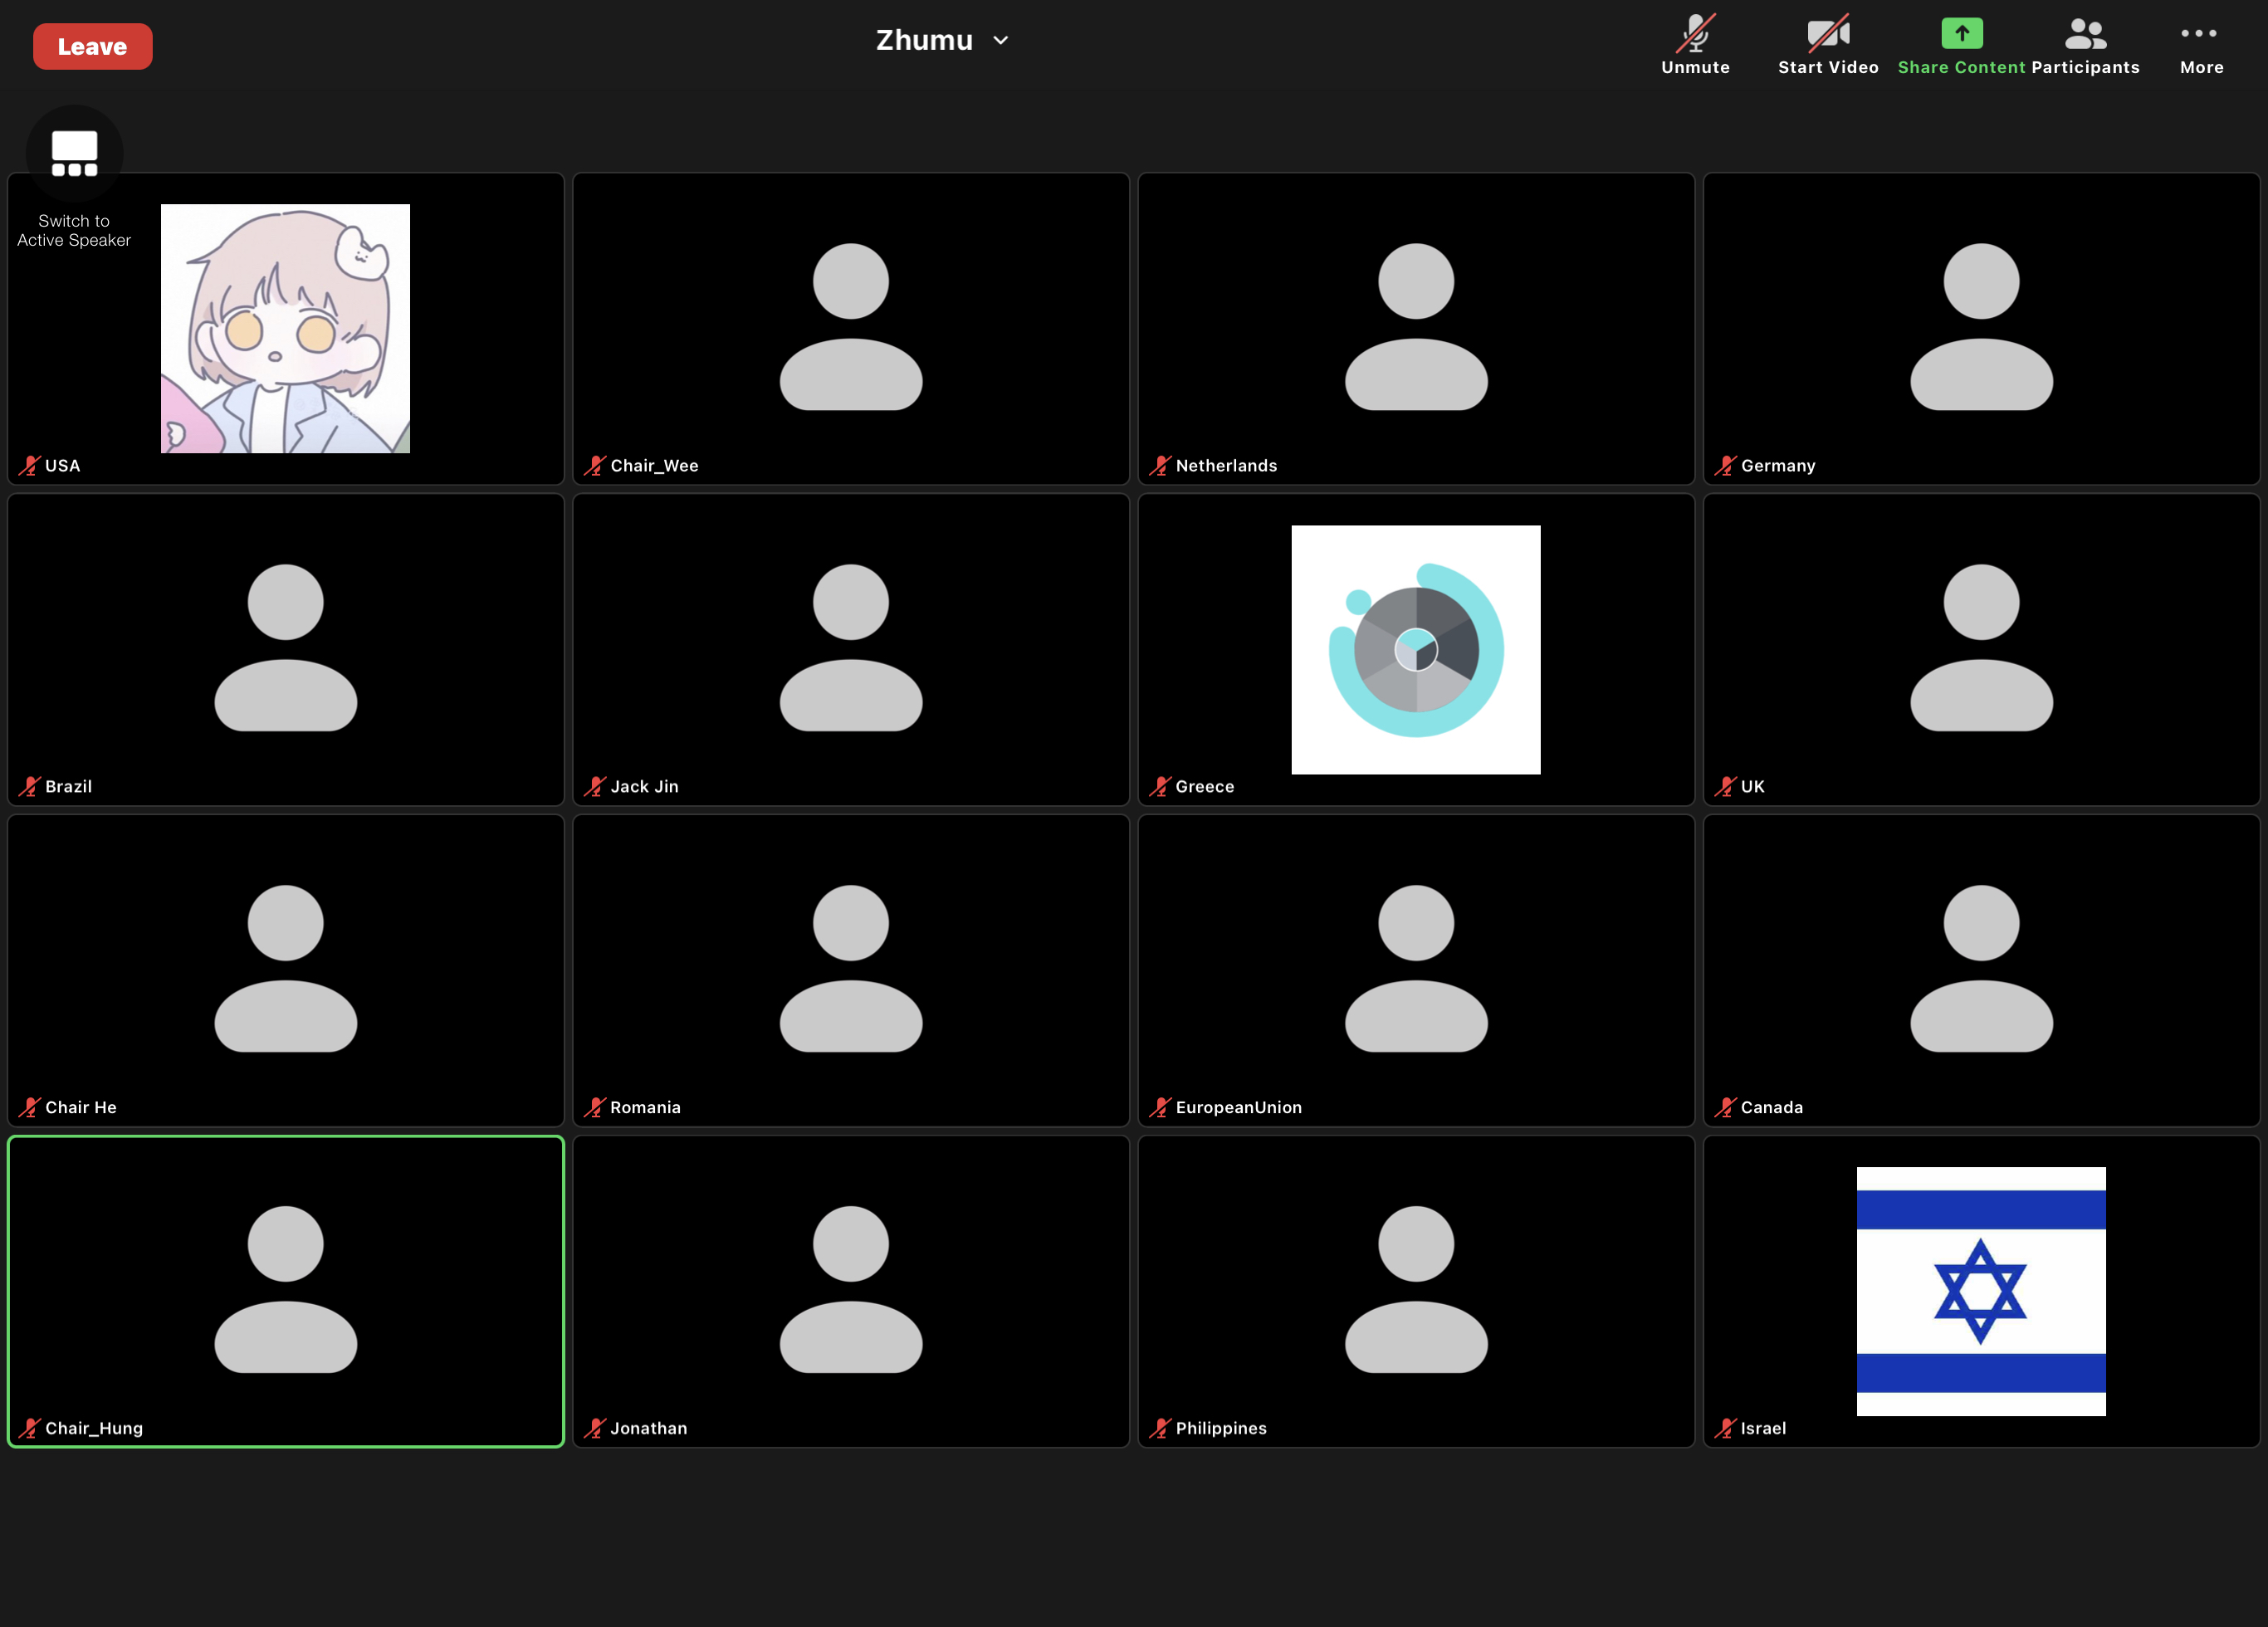 Leave
Zhumu
Unmute
Start Video
Share Content
Participants
More
Switch to
Active Speaker
USA
Chair_Wee
Netherlands
Germany
Brazil
Jack Jin
Greece
UK
Chair He
Romania
EuropeanUnion
Canada
Chair_Hung
Jonathan
Philippines
Israel